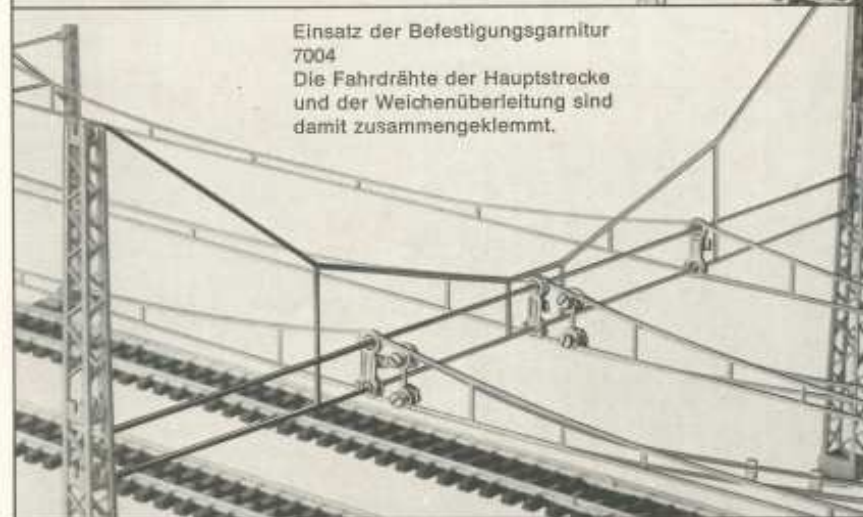 Einsatz der Befestigungsgarnitur
7004
Die Fahrdrähte der Hauptstrecke
und der Weichenüberleitung sind
damit zusammengeklemmt.